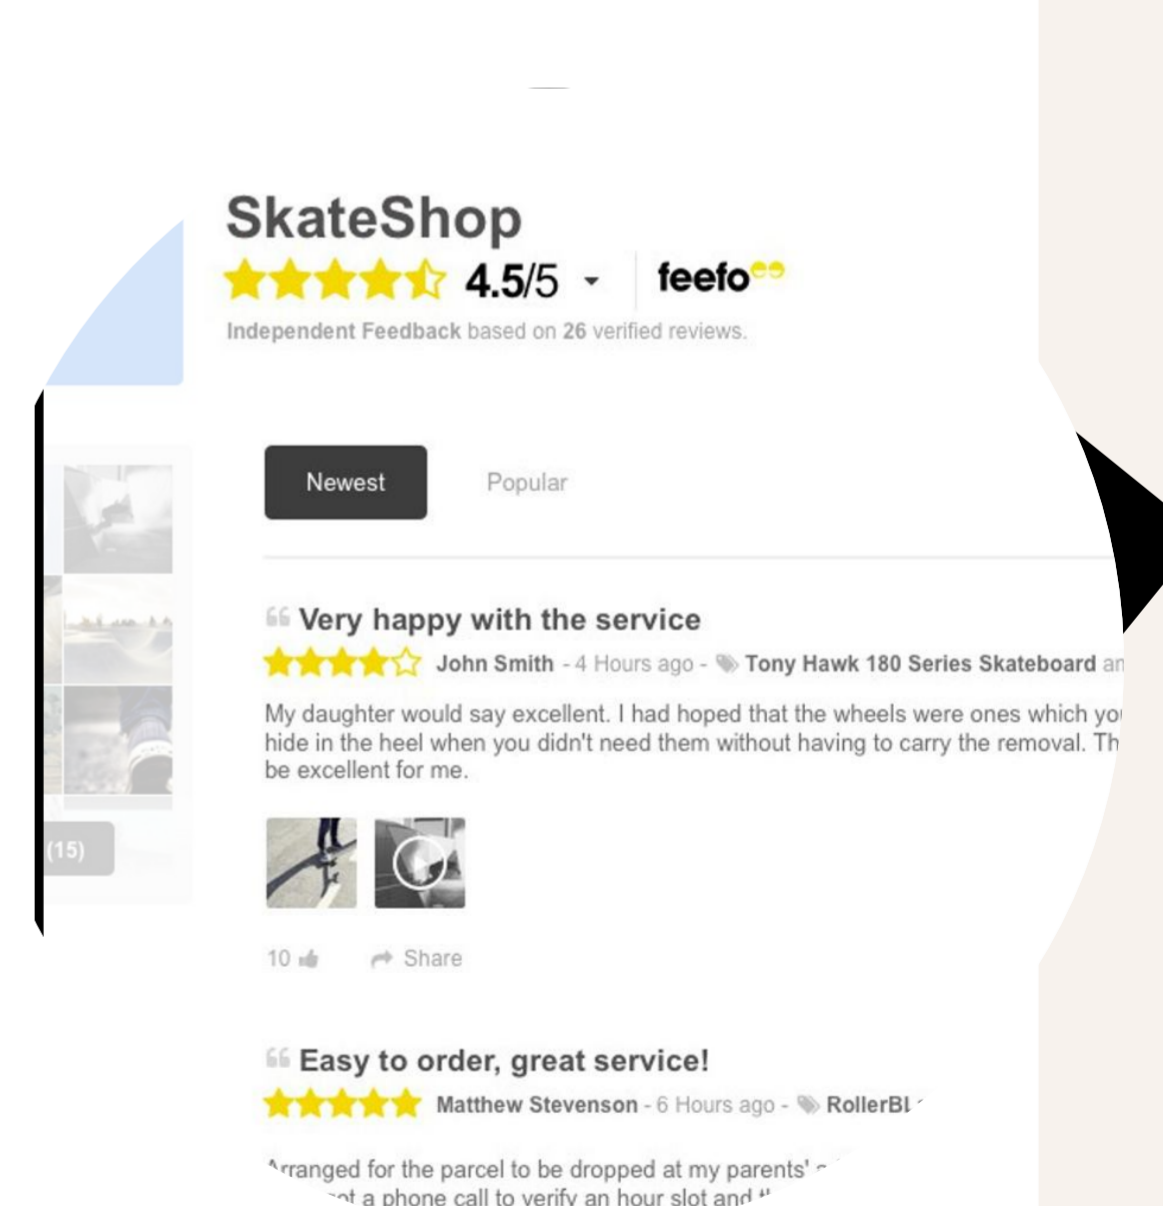 SkateShop
4.5/5
feefo
Independent Feedback based on 26 verified reviews.
Newest
Popular
(15)
Very happy with the service
John Smith - 4 Hours ago - Tony Hawk 180 Series Skateboard
My daughter would say excellent. I had hoped that the wheels were ones which
hide in the heel when you didn't need them without having to carry the removal.
be excellent for me.
10
Share
Easy to order, great service!
Matthew Stevenson - 6 Hours ago -
Arranged for the parcel to be dropped at my parents'
a phone call to verify an hour slot and